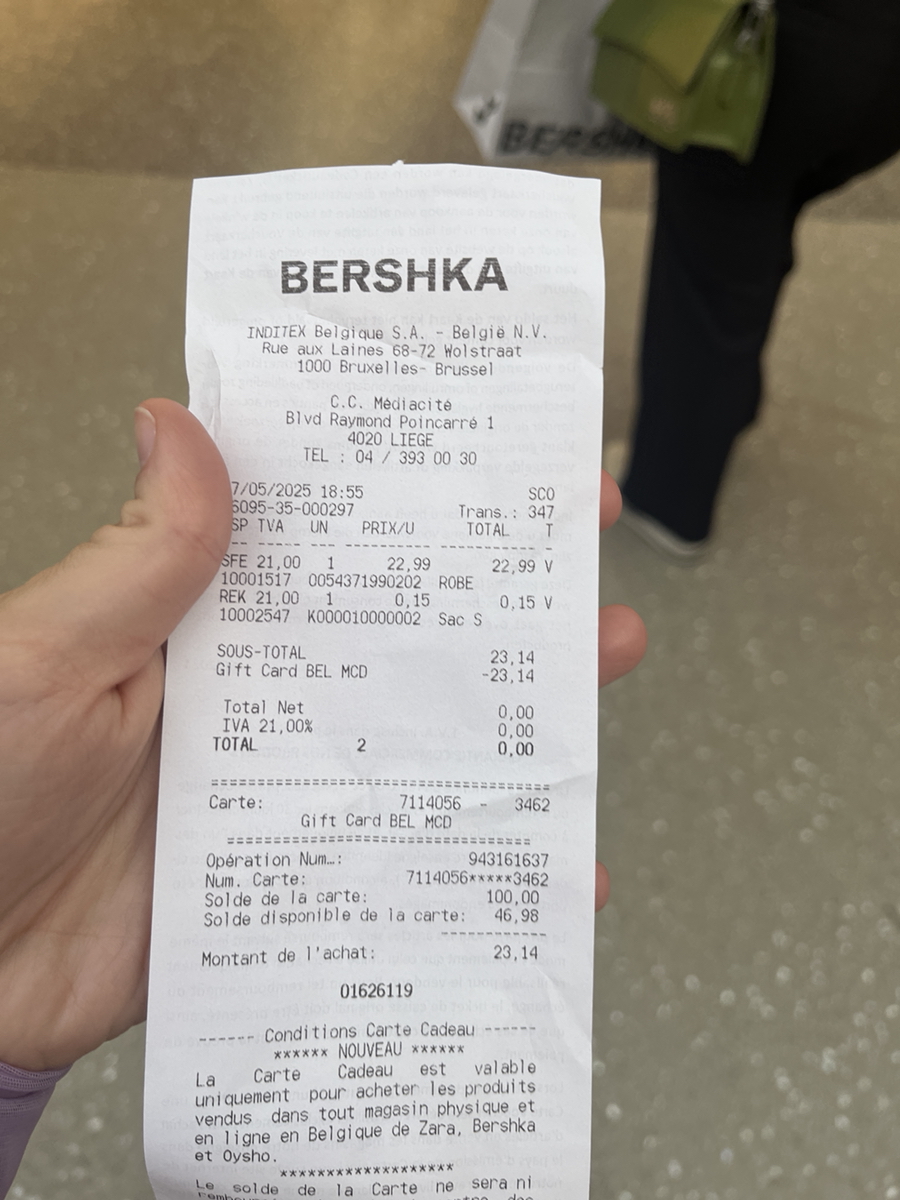 BERSHKA
BERSHKA
INDITEX Belgique S.A. - België N.V.
Rue aux Laines 68-72 Wolstraat
1000 Bruxelles- Brussel
C.C. Médiacité
Blvd Raymond Poincarré 1
4020 LIEGE
TEL : 04 / 393 00 30
7/05/2025 18:55 SCO
6095-35-000297 Trans.: 347
SP TVA UN PRIX/U TOTAL T
SFE 21,00 1 22,99 22,99 V
10001517 0054371990202 ROBE
REK 21,00 1 0,15 0,15 V
10002547 K000010000002 Sac S
SOUS-TOTAL 23,14
Gift Card BEL MCD -23,14
Total Net 0,00
IVA 21,00% 0,00
TOTAL 2 0,00
==================================
Carte: 7114056 - 3462
Gift Card BEL MCD
==============================
Opération Num…: 943161637
Num. Carte: 7114056*****3462
Solde de la carte: 100,00
Solde disponible de la carte: 46,98
Montant de l'achat: 23,14
01626119
------ Conditions Carte Cadeau ------
****** NOUVEAU ******
La Carte Cadeau est valable
uniquement pour acheter les produits
vendus dans tout magasin physique et
en ligne en Belgique de Zara, Bershka
et Oysho.
*******************
Le solde de la Carte ne sera ni